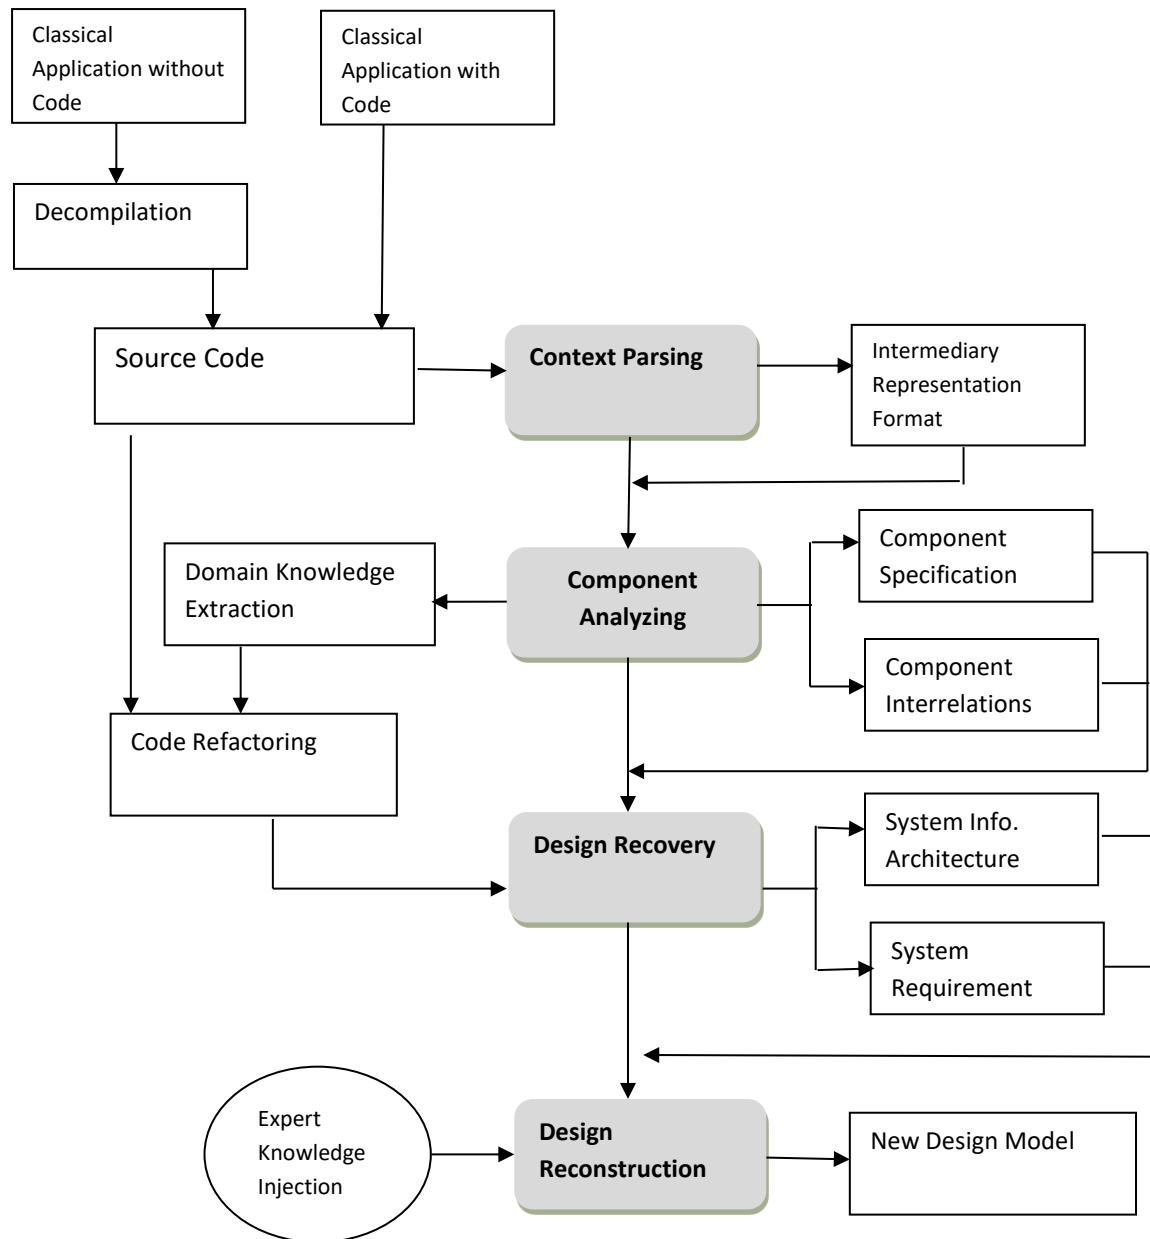 Classical
Application without
Code
Classical
Application with
Code
Decompilation
Source Code
Context Parsing
Intermediary
Representation
Format
Component
Specification
Domain Knowledge
Extraction
Component
Analyzing
Component
Interrelations
Code Refactoring
Design Recovery
System Info.
Architecture
System
Requirement
Expert
Knowledge
Injection
Design
Reconstruction
New Design Model